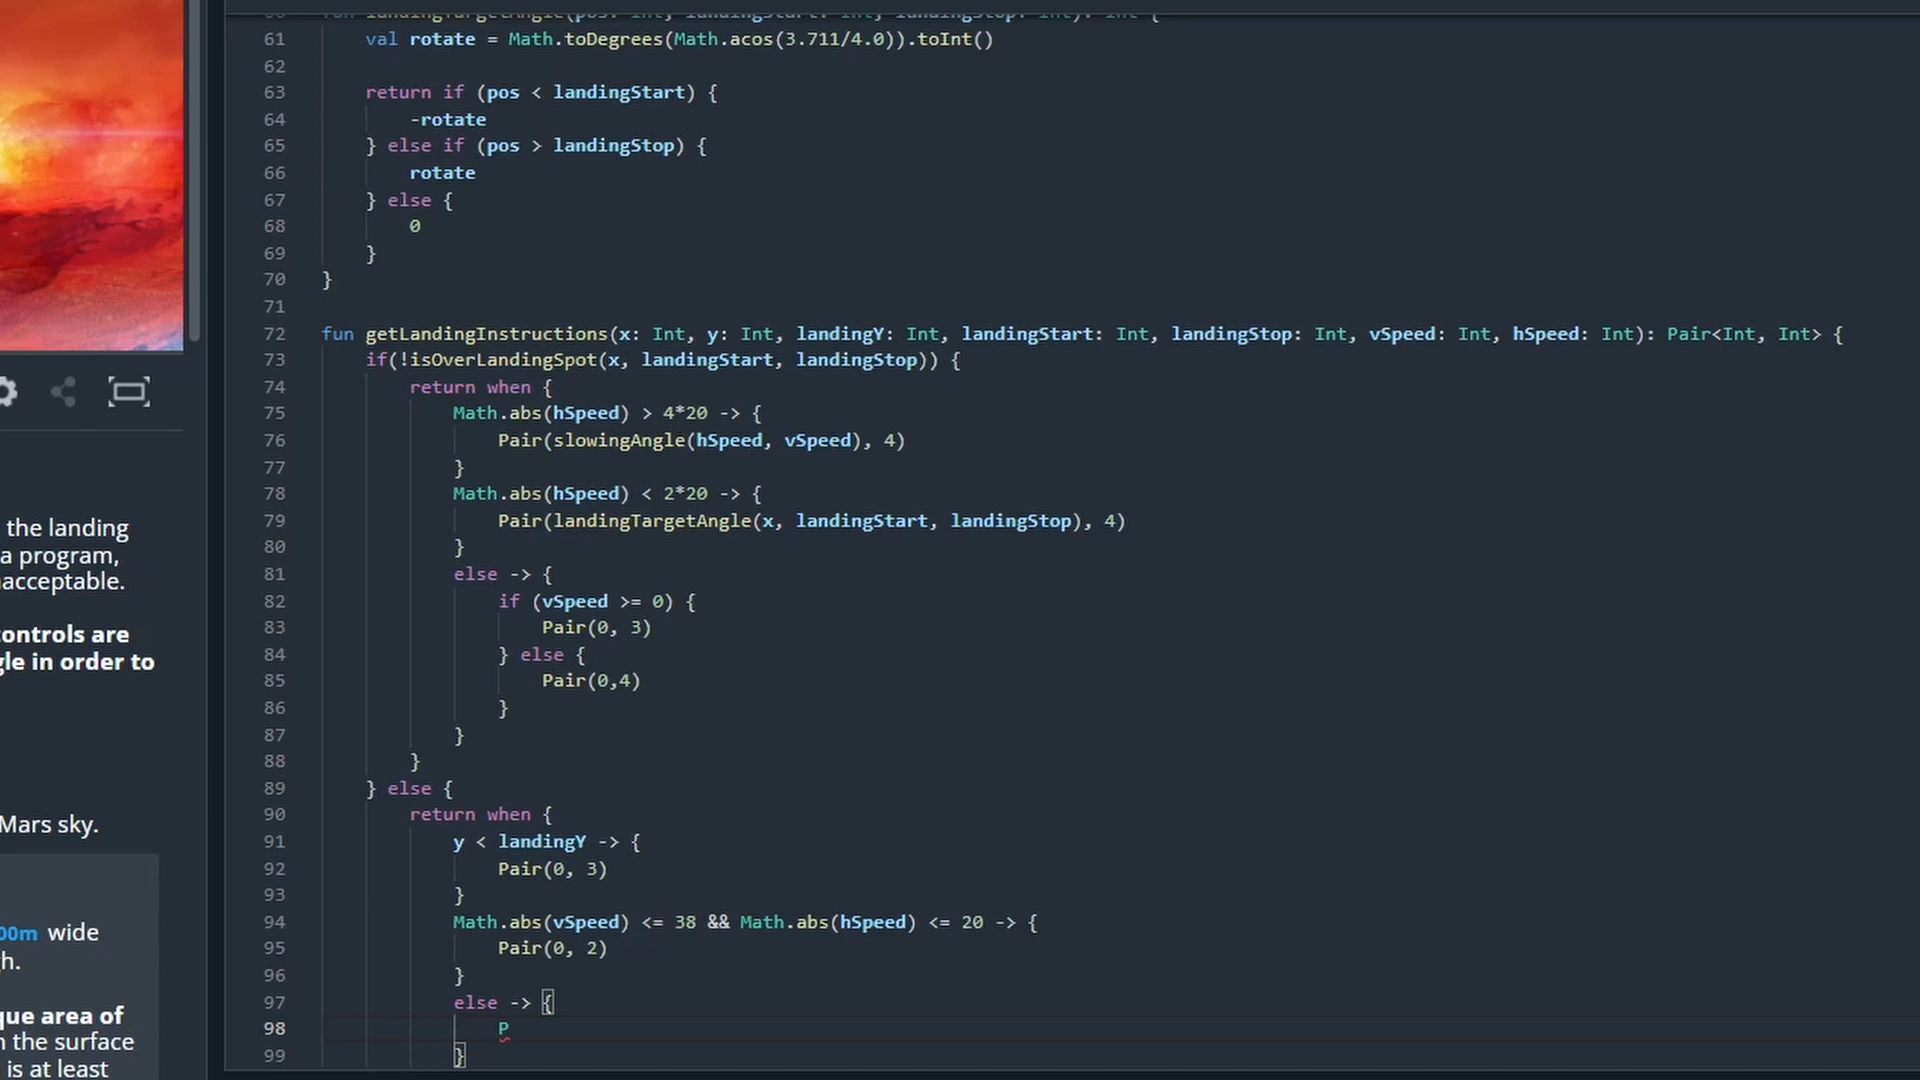 61 val rotate = Math.toDegrees(Math.acos(3.711/4.0)).toInt()
62
63 return if (pos < landingStart) {
64 -rotate
65 } else if (pos > landingStop) {
66 rotate
67 } else {
68 0
69 }
70 }
71
72 fun getLandingInstructions(x: Int, y: Int, landingY: Int, landingStart: Int, landingStop: Int, vSpeed: Int, hSpeed: Int): Pair<Int, Int> {
73 if(!isOverLandingSpot(x, landingStart, landingStop)) {
74 return when {
75 Math.abs(hSpeed) > 4*20 -> {
76 Pair(slowingAngle(hSpeed, vSpeed), 4)
77 }
78 Math.abs(hSpeed) < 2*20 -> {
79 Pair(landingTargetAngle(x, landingStart, landingStop), 4)
80 }
81 else -> {
82 if (vSpeed >= 0) {
83 Pair(0, 3)
84 } else {
85 Pair(0,4)
86 }
87 }
88 }
89 } else {
90 return when {
91 y < landingY -> {
92 Pair(0, 3)
93 }
94 Math.abs(vSpeed) <= 38 && Math.abs(hSpeed) <= 20 -> {
95 Pair(0, 2)
96 }
97 else -> {
98 P
99 }
the landing
a program,
acceptable.
ontrols are
gle in order to
Mars sky.
00m wide
h.
que area of
the surface
is at least